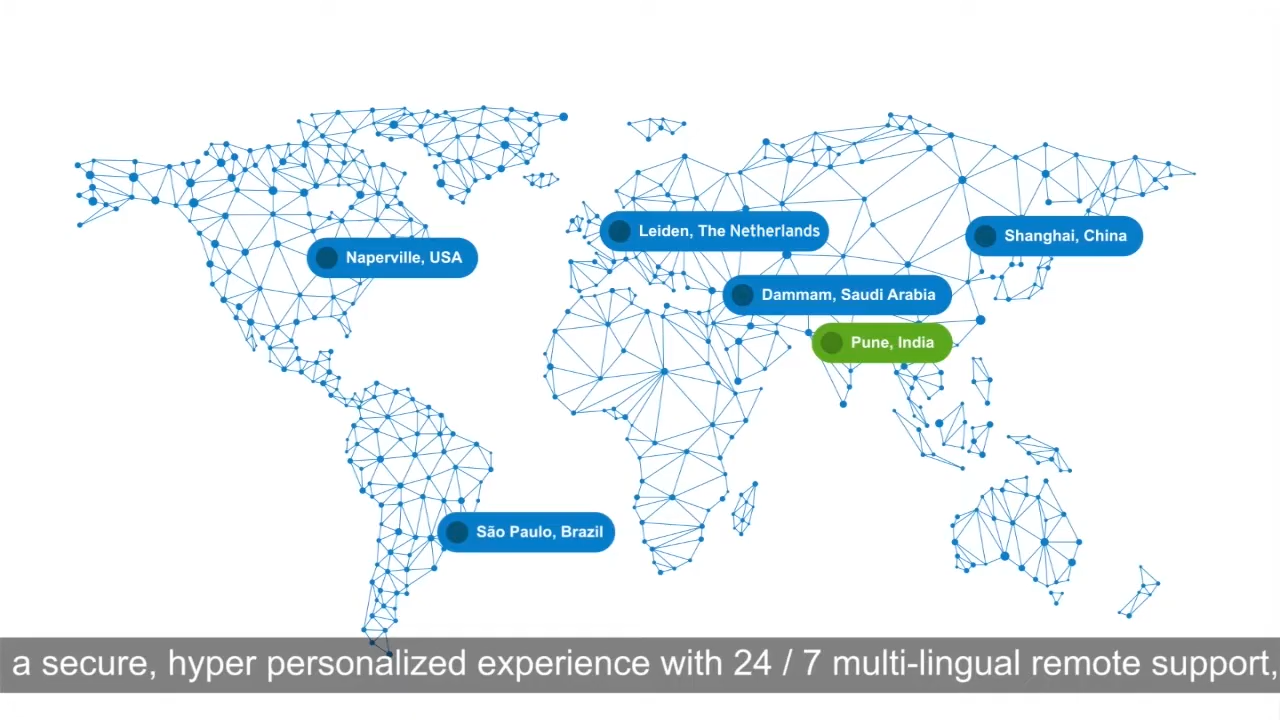 Leiden, The Netherlands
Shanghai, China
Naperville, USA
Dammam, Saudi Arabia
Pune, India
São Paulo, Brazil
a secure, hyper personalized experience with 24 / 7 multi-lingual remote support,